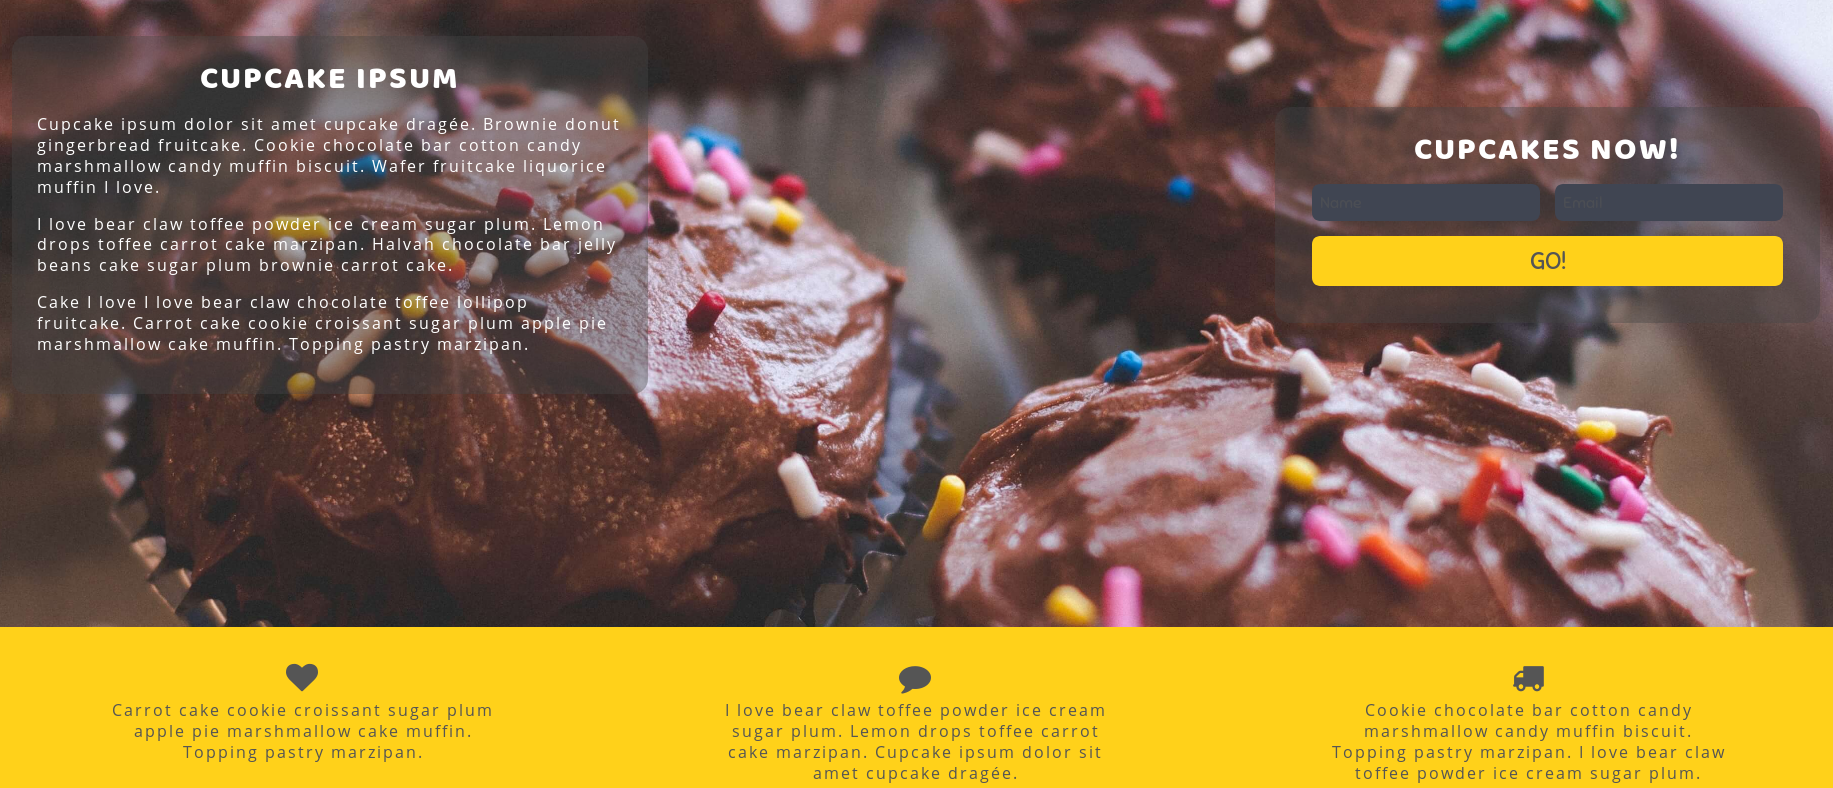 CUPCAKE IPSUM
Cupcake ipsum dolor sit amet cupcake dragée. Brownie donut
gingerbread fruitcake. Cookie chocolate bar cotton candy
marshmallow candy muffin biscuit. Wafer fruitcake liquorice
muffin I love.
I love bear claw toffee powder ice cream sugar plum. Lemon
drops toffee carrot cake marzipan. Halvah chocolate bar jelly
beans cake sugar plum brownie carrot cake.
Cake I love I love bear claw chocolate toffee lollipop
fruitcake. Carrot cake cookie croissant sugar plum apple pie
marshmallow cake muffin. Topping pastry marzipan.
CUPCAKES NOW!
Name
Email
GO!
Carrot cake cookie croissant sugar plum
apple pie marshmallow cake muffin.
Topping pastry marzipan.
I love bear claw toffee powder ice cream
sugar plum. Lemon drops toffee carrot
cake marzipan. Cupcake ipsum dolor sit
amet cupcake dragée.
Cookie chocolate bar cotton candy
marshmallow candy muffin biscuit.
Topping pastry marzipan. I love bear claw
toffee powder ice cream sugar plum.